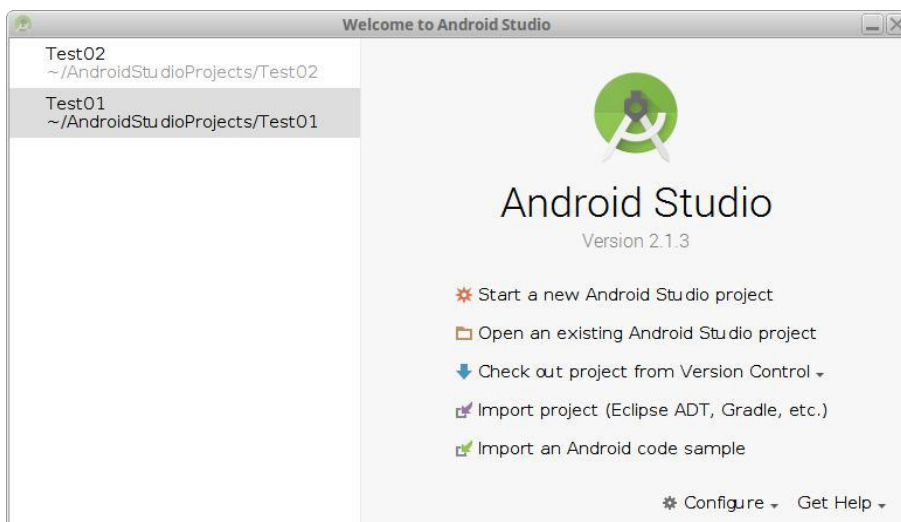 Welcome to Android Studio
Test02
~/AndroidStudioProjects/Test02
Test01
~/AndroidStudioProjects/Test01
Android Studio
Version 2.1.3
Start a new Android Studio project
Open an existing Android Studio project
Check out project from Version Control
Import project (Eclipse ADT, Gradle, etc.)
Import an Android code sample
Configure Get Help